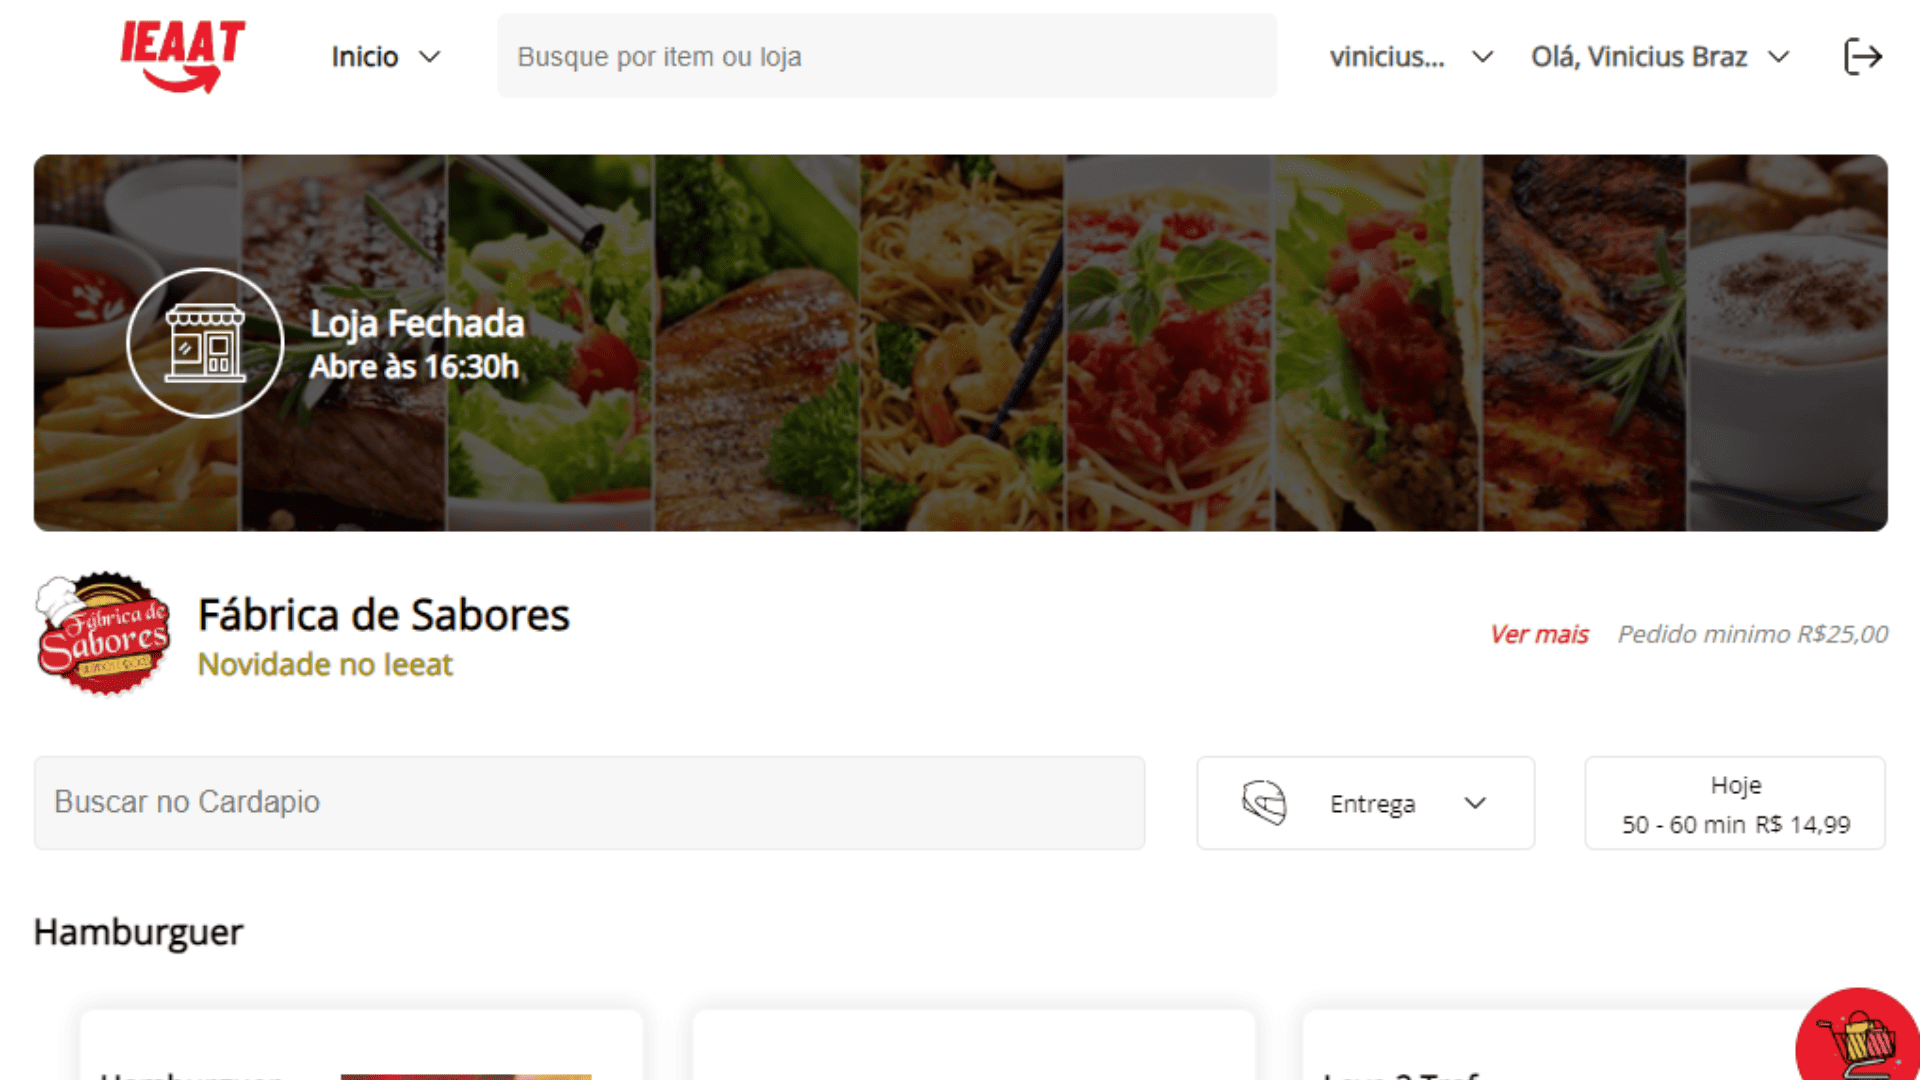 IEAAT
Inicio
Busque por item ou loja
vinicius...
Olá, Vinicius Braz
Loja Fechada
Abre às 16:30h
Fábrica de
Sabores
Fábrica de Sabores
Novidade no Ieeat
Ver mais
Pedido minimo R$25,00
Buscar no Cardapio
Entrega
Hoje
50 - 60 min R$ 14,99
Hamburguer
Hamburguer